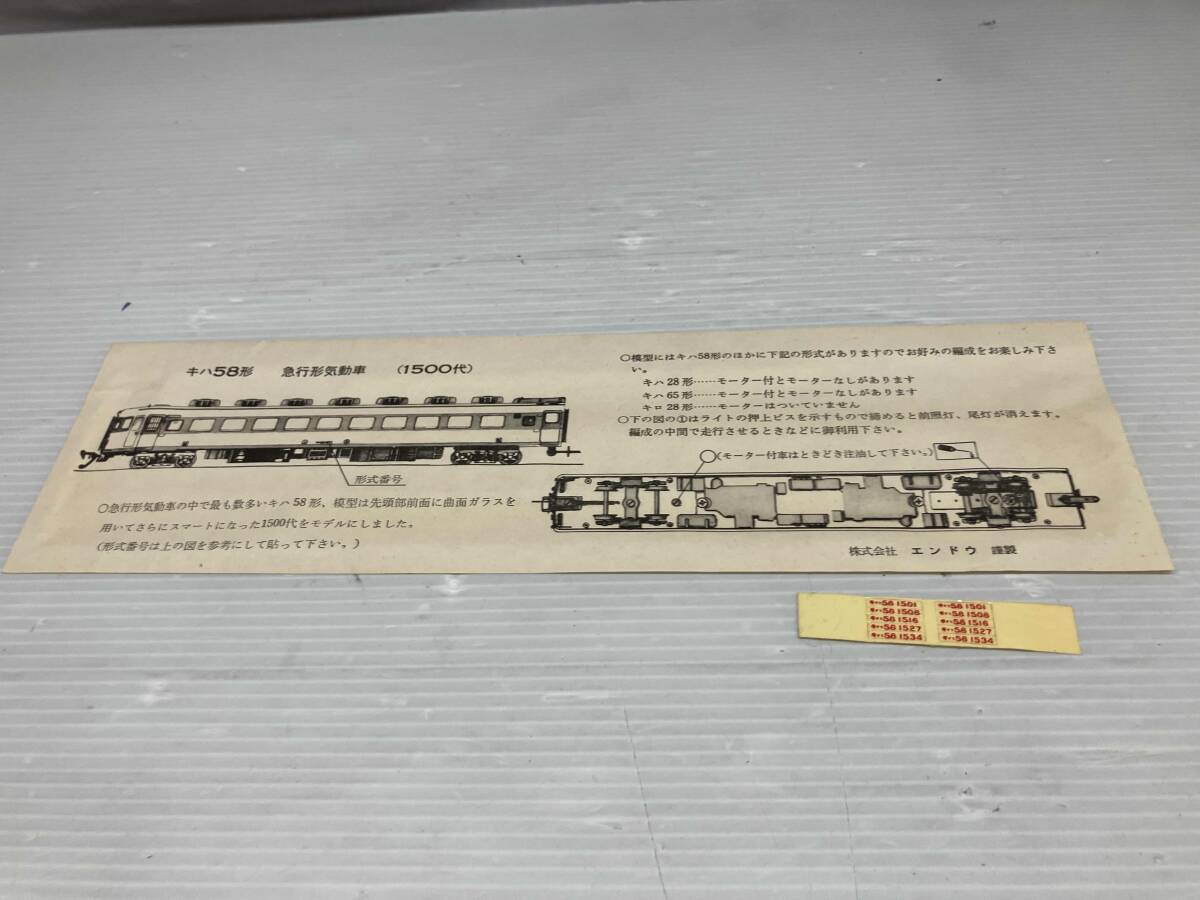 キハ58形　急行形気動車　（1500代）
形式番号
○急行形気動車の中で最も数多いキハ58形、模型は先頭部前面に曲面ガラスを
用いてさらにスマートになった1500代をモデルにしました。
（形式番号は上の図を参考にして貼って下さい。）
○模型にはキハ58形のほかに下記の形式がありますのでお好みの編成をお楽しみ下さ
い。
キハ28形……モーター付とモーターなしがあります
キハ65形……モーター付とモーターなしがあります
キロ28形……モーターはついていません
○下の図の①はライトの押上ビスを示すもので締めると前照灯、尾灯が消えます。
編成の中間で走行させるときなどに御利用下さい。
（モーター付車はときどき注油して下さい。）
株式会社　エンドウ　謹製
キハ58 1501　キハ58 1501
キハ58 1508　キハ58 1508
キハ58 1516　キハ58 1516
キハ58 1527　キハ58 1527
キハ58 1534　キハ58 1534